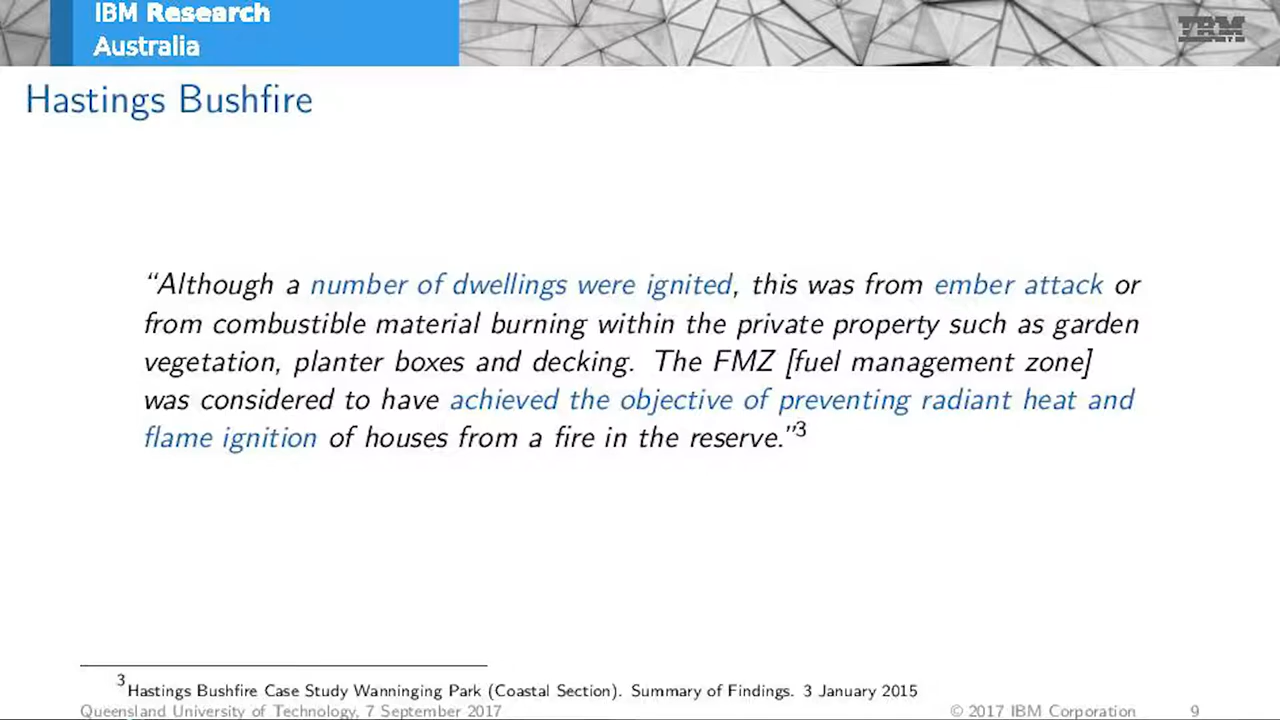 IBM Research
Australia
IBM
Hastings Bushfire
“Although a number of dwellings were ignited, this was from ember attack or
from combustible material burning within the private property such as garden
vegetation, planter boxes and decking. The FMZ [fuel management zone]
was considered to have achieved the objective of preventing radiant heat and
flame ignition of houses from a fire in the reserve.”3
3Hastings Bushfire Case Study Wanninging Park (Coastal Section). Summary of Findings. 3 January 2015
Queensland University of Technology, 7 September 2017 © 2017 IBM Corporation 9